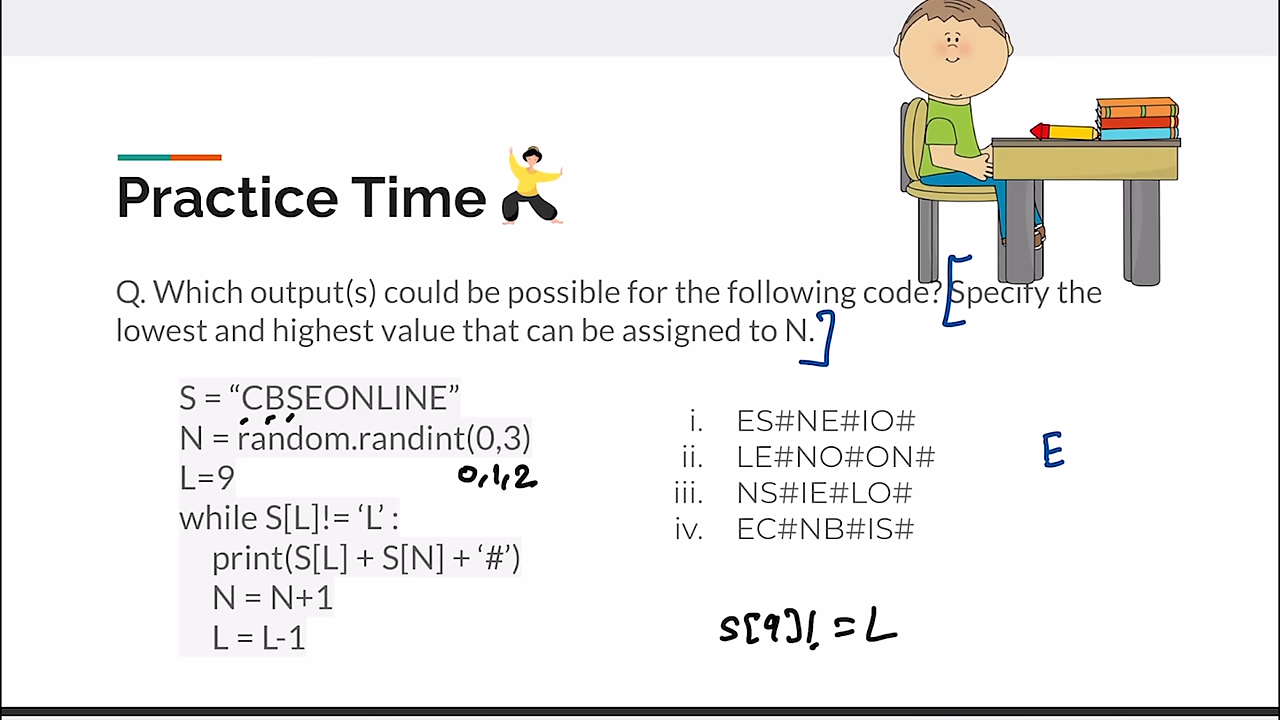 Practice Time
Q. Which output(s) could be possible for the following code? [Specify the
lowest and highest value that can be assigned to N.]
S = “CBSEONLINE”
N = random.randint(0,3)
L=9
0,1,2
while S[L]!= ‘L’ :
print(S[L] + S[N] + ‘#’)
N = N+1
L = L-1
i. ES#NE#IO#
ii. LE#NO#ON#
iii. NS#IE#LO#
iv. EC#NB#IS#
E
S[9]!=L